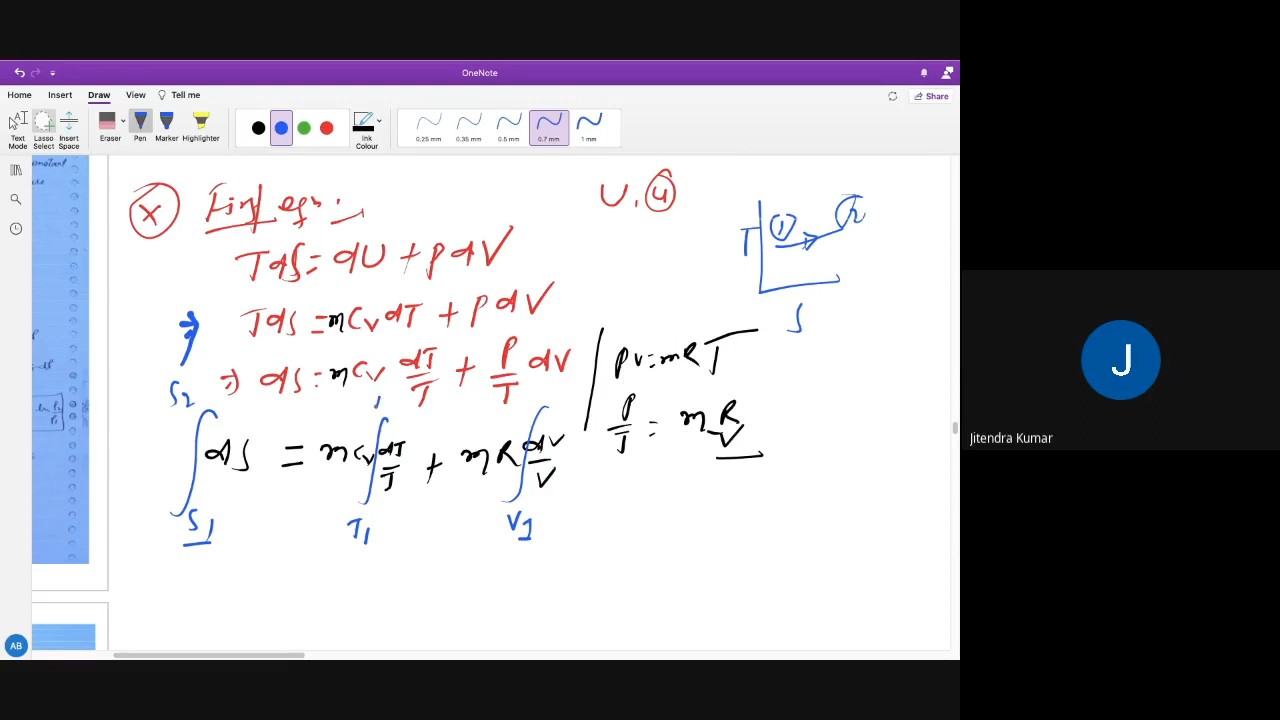 OneNote
Home Insert Draw View Tell me
Share
Text Mode
Lasso Select
Insert Space
Eraser
Pen
Marker
Highlighter
Ink Colour
0.25 mm 0.35 mm 0.5 mm 0.7 mm 1 mm
X First eqn. U, u
TdS = dU + pdV
TdS = mCv dT + pdV
⇒ dS = mCv dT/T + P/T dV
S2
∫ dS = mCv ∫ dT/T + mR ∫ dV/V
S1 T1 V1
PV = mRT
P/T = m R/V
T 1 2
S
Jitendra Kumar
J
AB